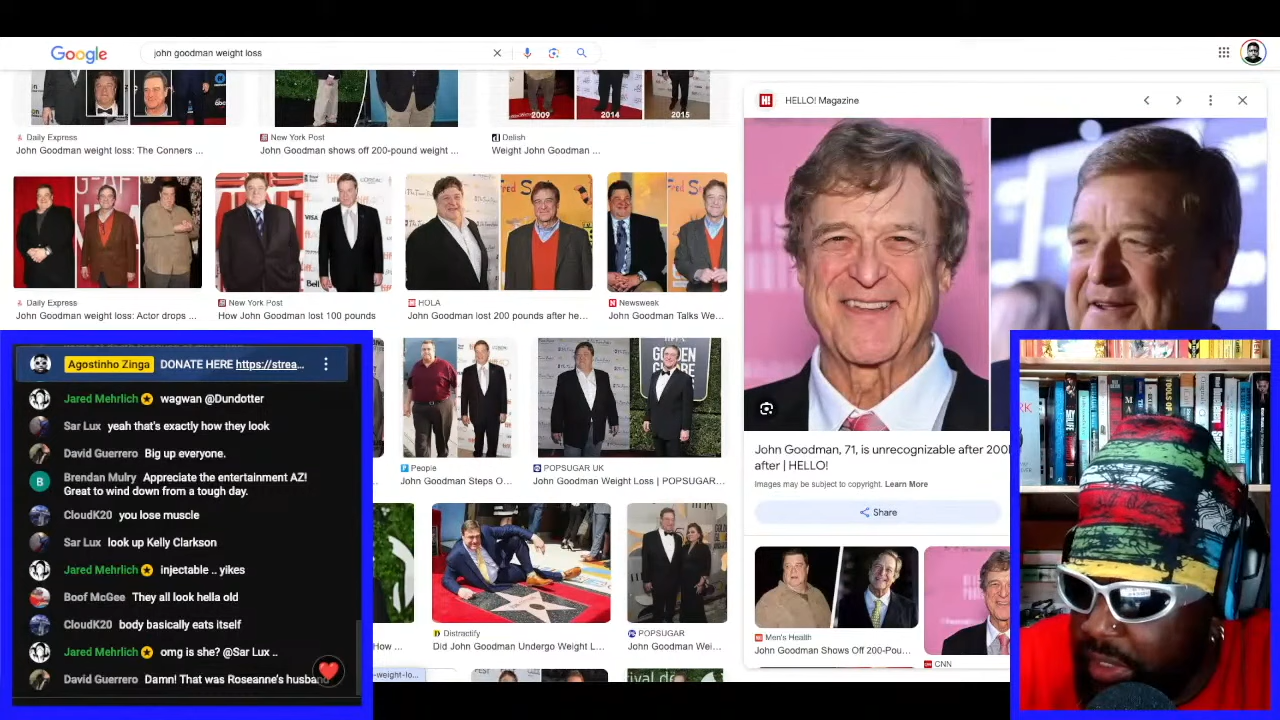 Google
john goodman weight loss
HELLO! Magazine
2009
2014
2015
Daily Express
John Goodman weight loss: The Conners ...
New York Post
John Goodman shows off 200-pound weight ...
Delish
Weight John Goodman ...
Daily Express
John Goodman weight loss: Actor drops ...
New York Post
How John Goodman lost 100 pounds
HOLA
John Goodman lost 200 pounds after he...
Newsweek
John Goodman Talks We...
People
John Goodman Steps O...
POPSUGAR UK
John Goodman Weight Loss | POPSUGAR...
How ...
Distractify
Did John Goodman Undergo Weight L...
POPSUGAR
John Goodman Wei...
-weight-lo...
John Goodman, 71, is unrecognizable after 200
after | HELLO!
Images may be subject to copyright. Learn More
Share
Men's Health
John Goodman Shows Off 200-Pou...
CNN
Agostinho Zinga DONATE HERE https://strea...
Jared Mehrlich wagwan @Dundotter
Sar Lux yeah that's exactly how they look
David Guerrero Big up everyone.
Brendan Mulry Appreciate the entertainment AZ!
Great to wind down from a tough day.
CloudK20 you lose muscle
Sar Lux look up Kelly Clarkson
Jared Mehrlich injectable .. yikes
Boof McGee They all look hella old
CloudK20 body basically eats itself
Jared Mehrlich omg is she? @Sar Lux ..
David Guerrero Damn! That was Roseanne's husband